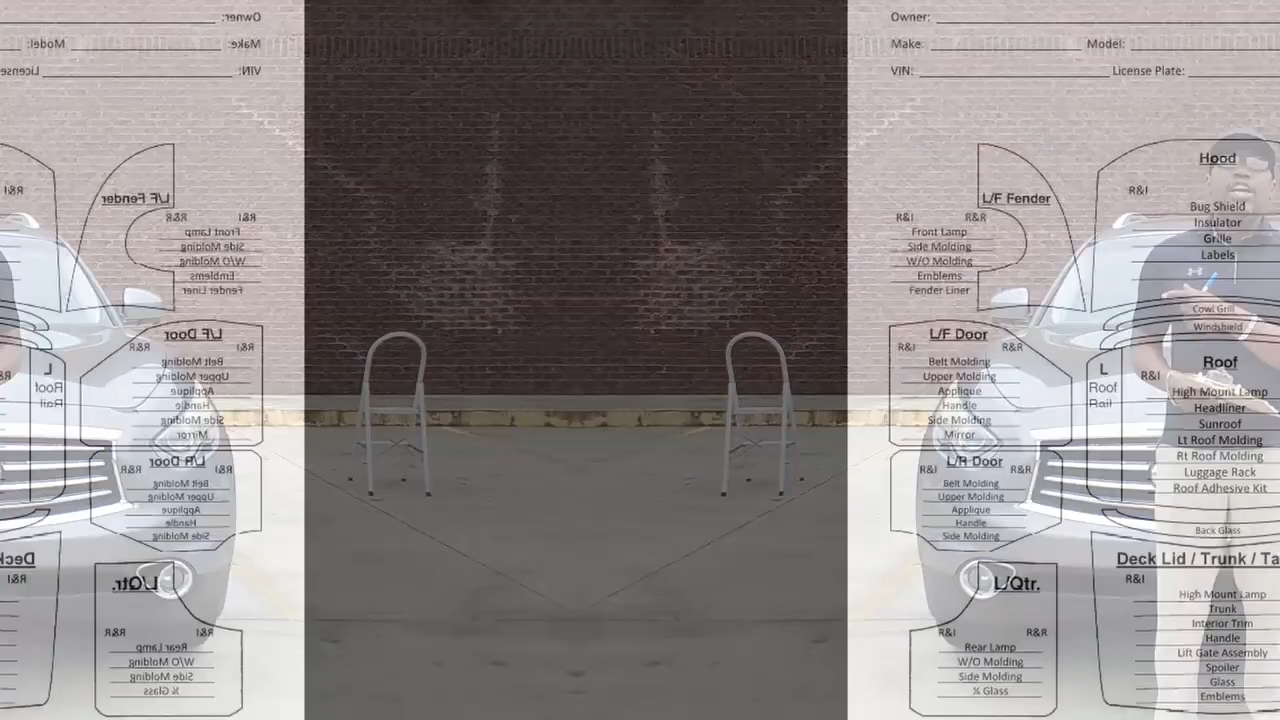 Owner:
Make: Model:
VIN: License Plate:
Hood
R&I
Bug Shield
Insulator
Grille
Labels
L/F Fender
R&I R&R
Front Lamp
Side Molding
W/O Molding
Emblems
Fender Liner
Cowl Grill
Windshield
L/F Door
R&I R&R
Belt Molding
Upper Molding
Applique
Handle
Side Molding
Mirror
L
Roof
Rail
Roof
R&I
High Mount Lamp
Headliner
Sunroof
Lt Roof Molding
Rt Roof Molding
Luggage Rack
Roof Adhesive Kit
L/R Door
R&I R&R
Belt Molding
Upper Molding
Applique
Handle
Side Molding
Back Glass
Deck Lid / Trunk / Ta
R&I
High Mount Lamp
Trunk
Interior Trim
Handle
Lift Gate Assembly
Spoiler
Glass
Emblems
L/Qtr.
R&I R&R
Rear Lamp
W/O Molding
Side Molding
¼ Glass